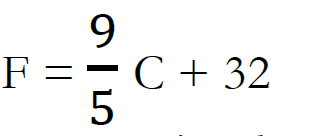 F = 9/5 C + 32